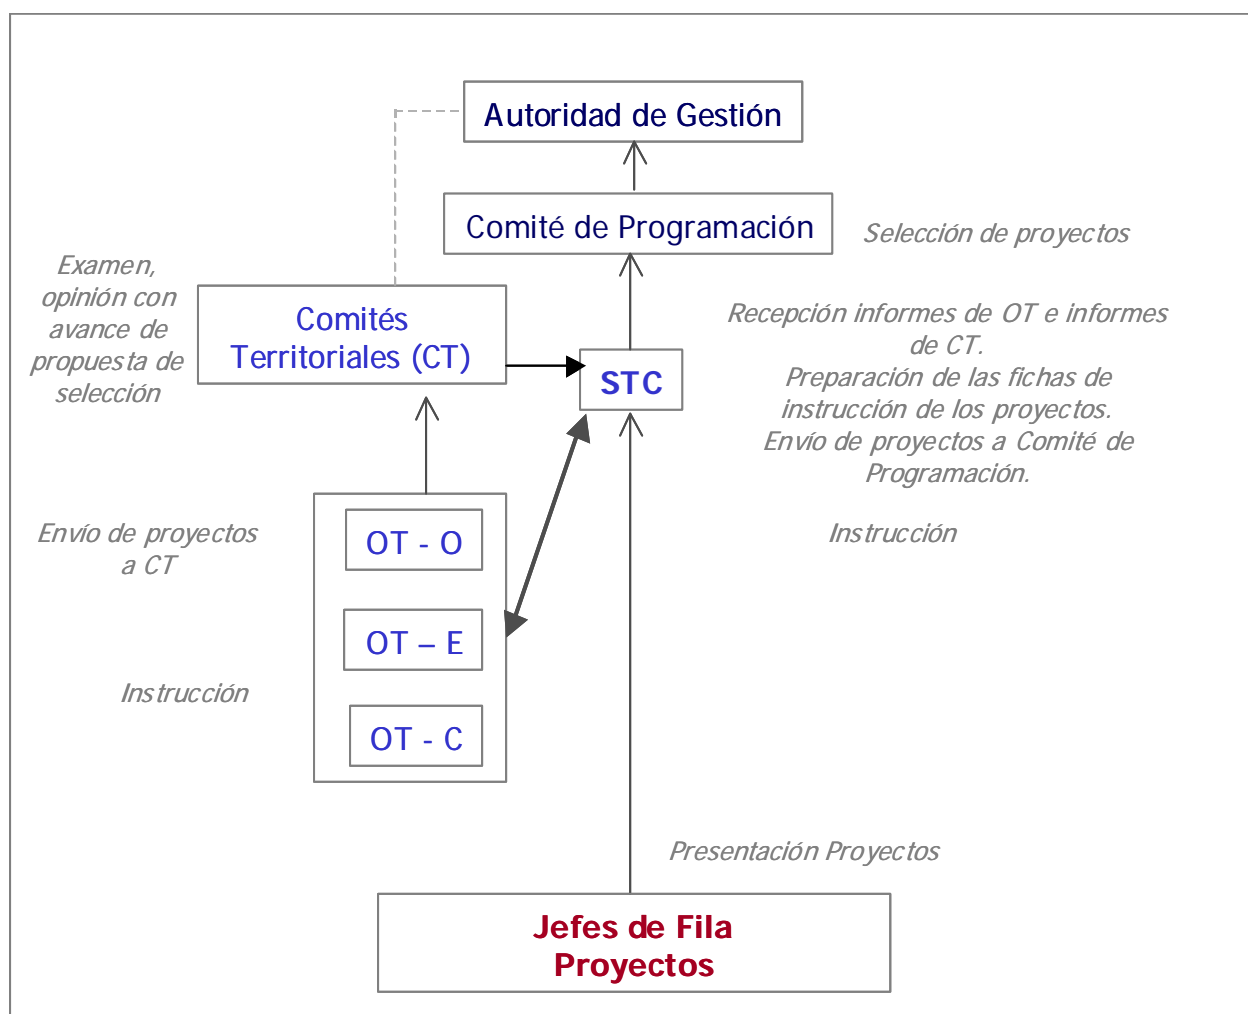 Autoridad de Gestión
Comité de Programación
Selección de proyectos
Examen,
opinión con
avance de
propuesta de
selección
Comités
Territoriales (CT)
STC
Recepción informes de OT e informes
de CT.
Preparación de las fichas de
instrucción de los proyectos.
Envío de proyectos a Comité de
Programación.
Envío de proyectos
a CT
OT - O
Instrucción
OT – E
Instrucción
OT - C
Presentación Proyectos
Jefes de Fila
Proyectos